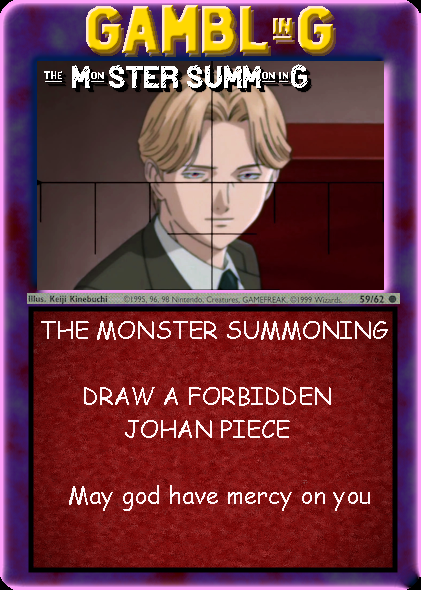 GAMBLING
THE MONSTER SUMMONING
Illus. Keiji Kinebuchi ©1995, 96, 98 Nintendo, Creatures, GAMEFREAK. ©1999 Wizards. 59/62
THE MONSTER SUMMONING
DRAW A FORBIDDEN
JOHAN PIECE
May god have mercy on you